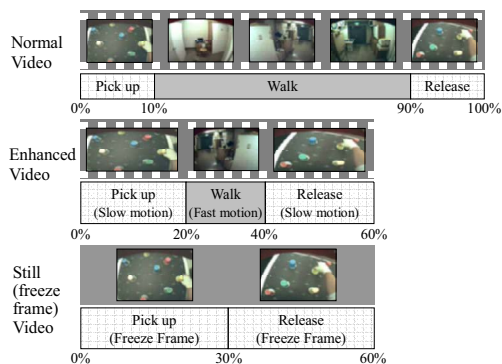 Normal
Video
Pick up
Walk
Release
0%
10%
90%
100%
Enhanced
Video
Pick up
(Slow motion)
Walk
(Fast motion)
Release
(Slow motion)
0%
20%
40%
60%
Still
(freeze
frame)
Video
Pick up
(Freeze Frame)
Release
(Freeze Frame)
0%
30%
60%